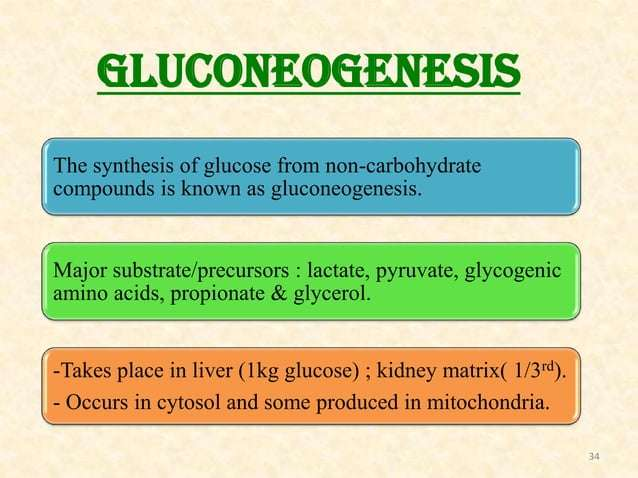 GLUCONEOGENESIS
The synthesis of glucose from non-carbohydrate
compounds is known as gluconeogenesis.
Major substrate/precursors : lactate, pyruvate, glycogenic
amino acids, propionate & glycerol.
-Takes place in liver (1kg glucose) ; kidney matrix( 1/3rd).
- Occurs in cytosol and some produced in mitochondria.
34